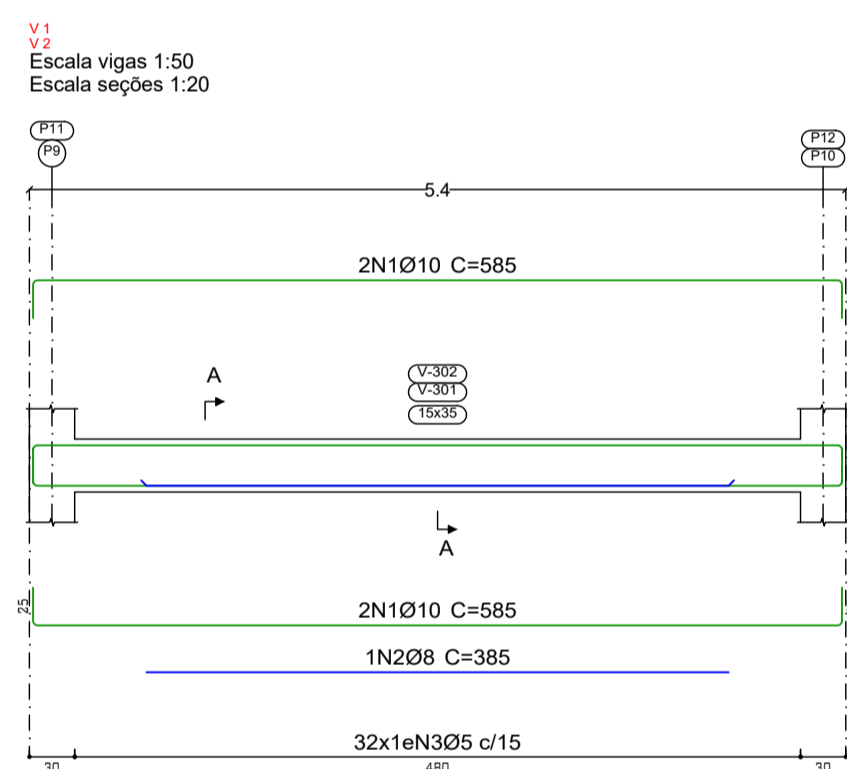 V 1
V 2
Escala vigas 1:50
Escala seções 1:20
P11
P9
P12
P10
5.4
2N1Ø10 C=585
A
V-302
V-301
15x35
A
25
2N1Ø10 C=585
1N2Ø8 C=385
32x1eN3Ø5 c/15
30
480
30